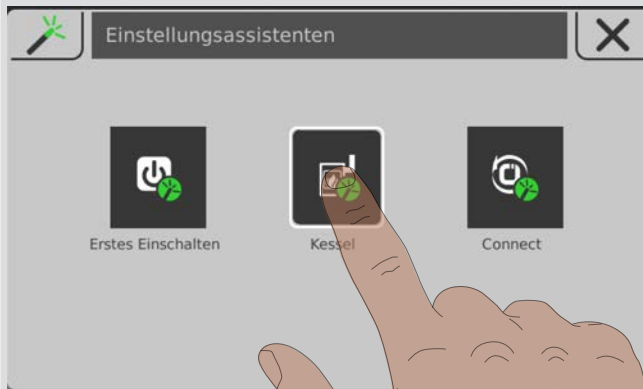 Einstellungsassistenten
Erstes Einschalten
Kessel
Connect